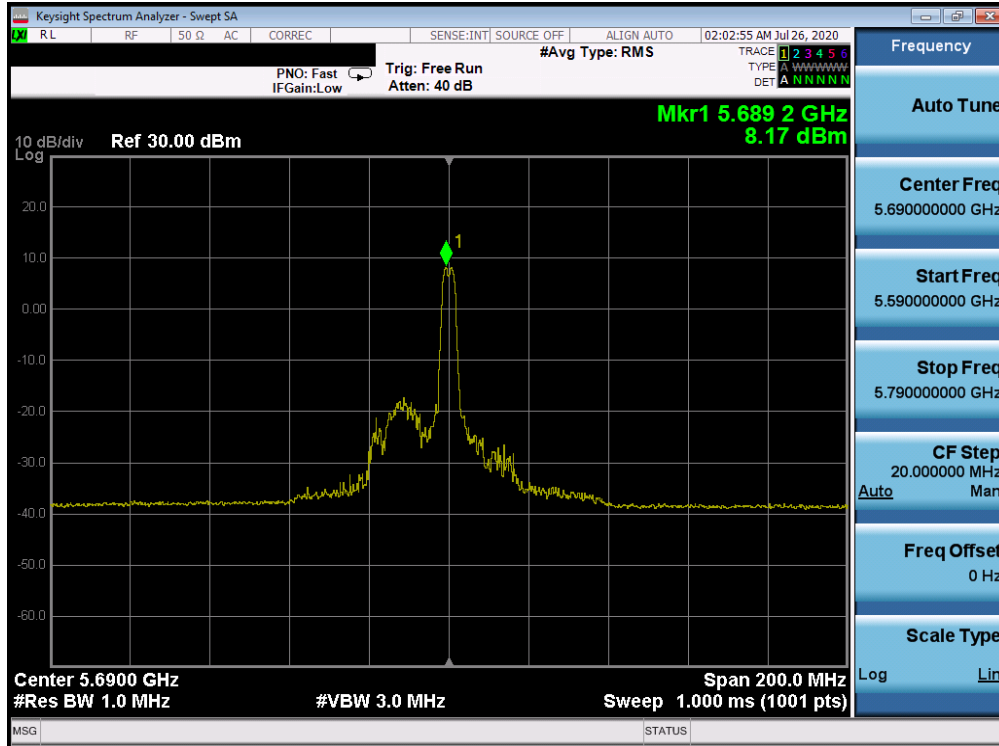 Keysight Spectrum Analyzer - Swept SA
LXI RL RF 50 Ω AC CORREC SENSE:INT SOURCE OFF ALIGN AUTO 02:02:55 AM Jul 26, 2020
#Avg Type: RMS
TRACE 1 2 3 4 5 6
PNO: Fast Trig: Free Run
TYPE A WWWWW
IFGain:Low Atten: 40 dB
DET A N N N N N
Mkr1 5.689 2 GHz
8.17 dBm
10 dB/div Ref 30.00 dBm
Log
20.0
1
10.0
0.00
-10.0
-20.0
-30.0
-40.0
-50.0
-60.0
Center 5.6900 GHz Span 200.0 MHz
#Res BW 1.0 MHz #VBW 3.0 MHz Sweep 1.000 ms (1001 pts)
MSG STATUS
Frequency
Auto Tune
Center Freq
5.690000000 GHz
Start Freq
5.590000000 GHz
Stop Freq
5.790000000 GHz
CF Step
20.000000 MHz
Auto Man
Freq Offset
0 Hz
Scale Type
Log Lin